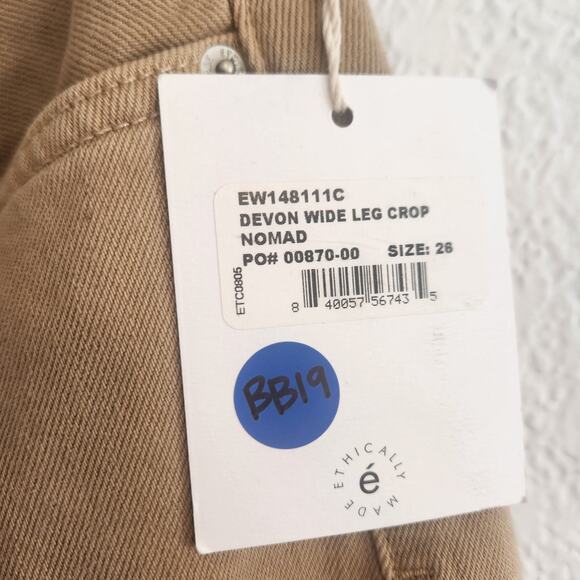 EW148111C
DEVON WIDE LEG CROP
NOMAD
PO# 00870-00 SIZE: 26
ETC0805
8 40057 56743 5
BB19
ETHICALLY MADE
é